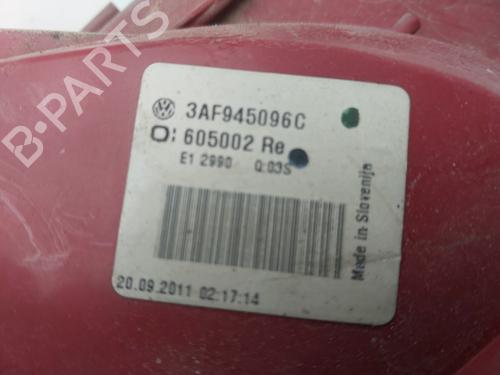 3AF945096C
605002 Re
E1 2990 Q:03S
20.09.2011 02:17:14
Made in Slovenija
B-PARTS